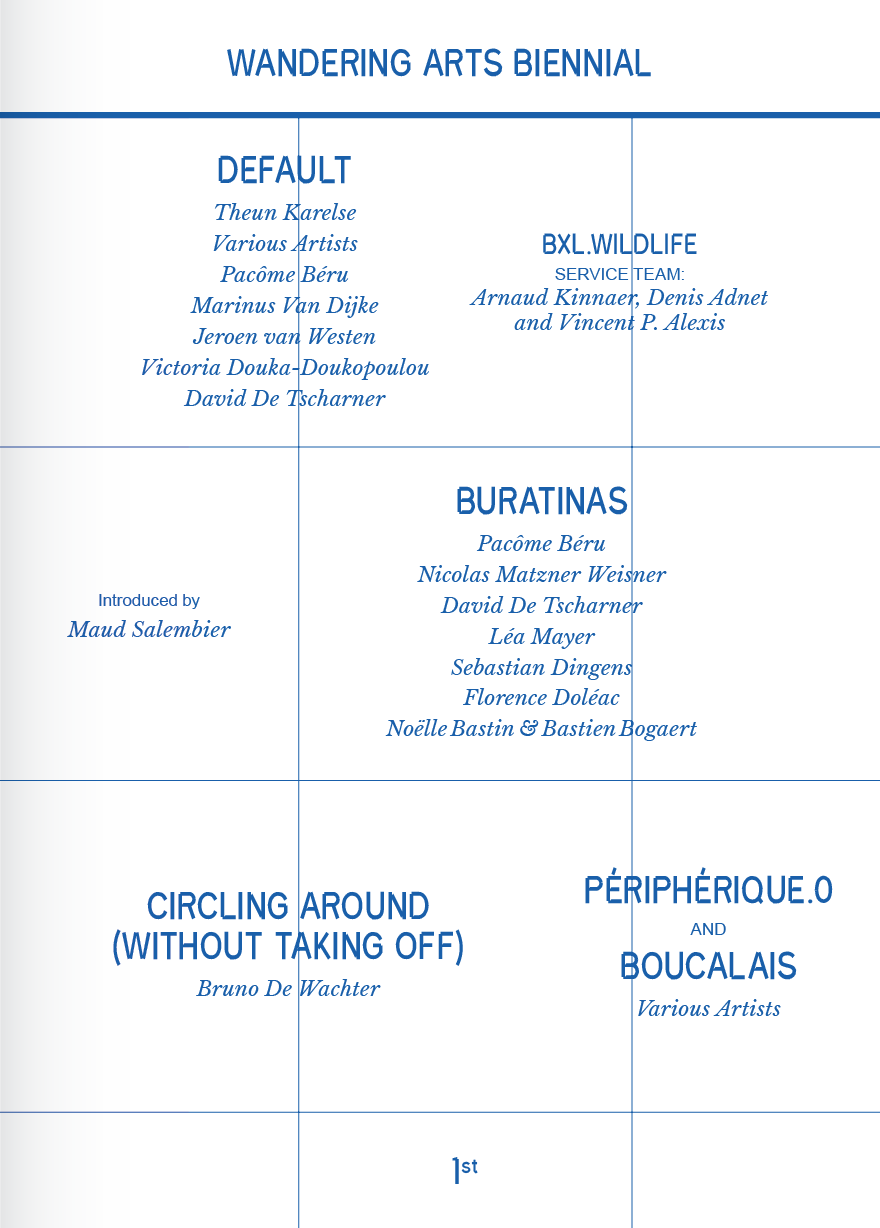 WANDERING ARTS BIENNIAL
DEFAULT
Theun Karelse
Various Artists
Pacôme Béru
Marinus Van Dijke
Jeroen van Westen
Victoria Douka-Doukopoulou
David De Tscharner
BXL.WILDLIFE
SERVICE TEAM:
Arnaud Kinnaer, Denis Adnet
and Vincent P. Alexis
Introduced by
Maud Salembier
BURATINAS
Pacôme Béru
Nicolas Matzner Weisner
David De Tscharner
Léa Mayer
Sebastian Dingens
Florence Doléac
Noëlle Bastin & Bastien Bogaert
CIRCLING AROUND
(WITHOUT TAKING OFF)
Bruno De Wachter
PÉRIPHÉRIQUE.0
AND
BOUCALAIS
Various Artists
1st